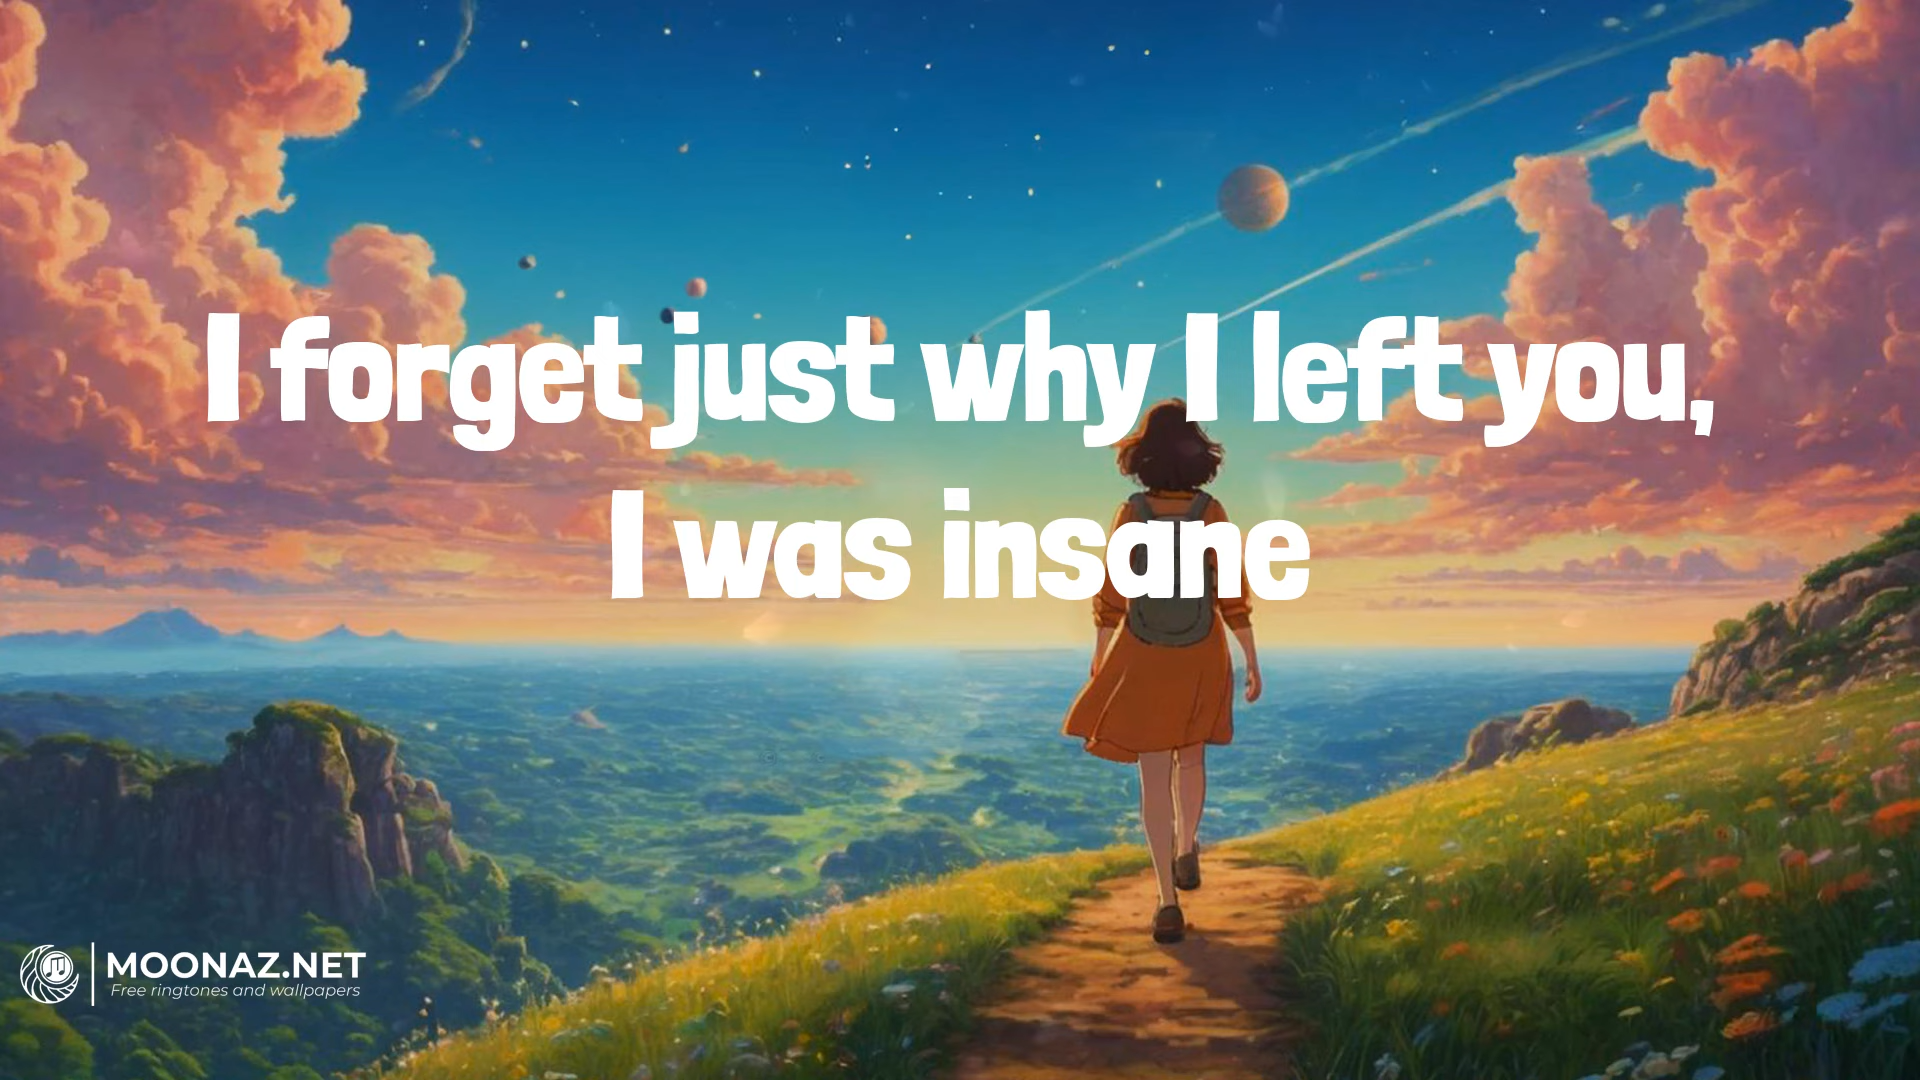 I forget just why I left you,
I was insane
MOONAZ.NET
Free ringtones and wallpapers